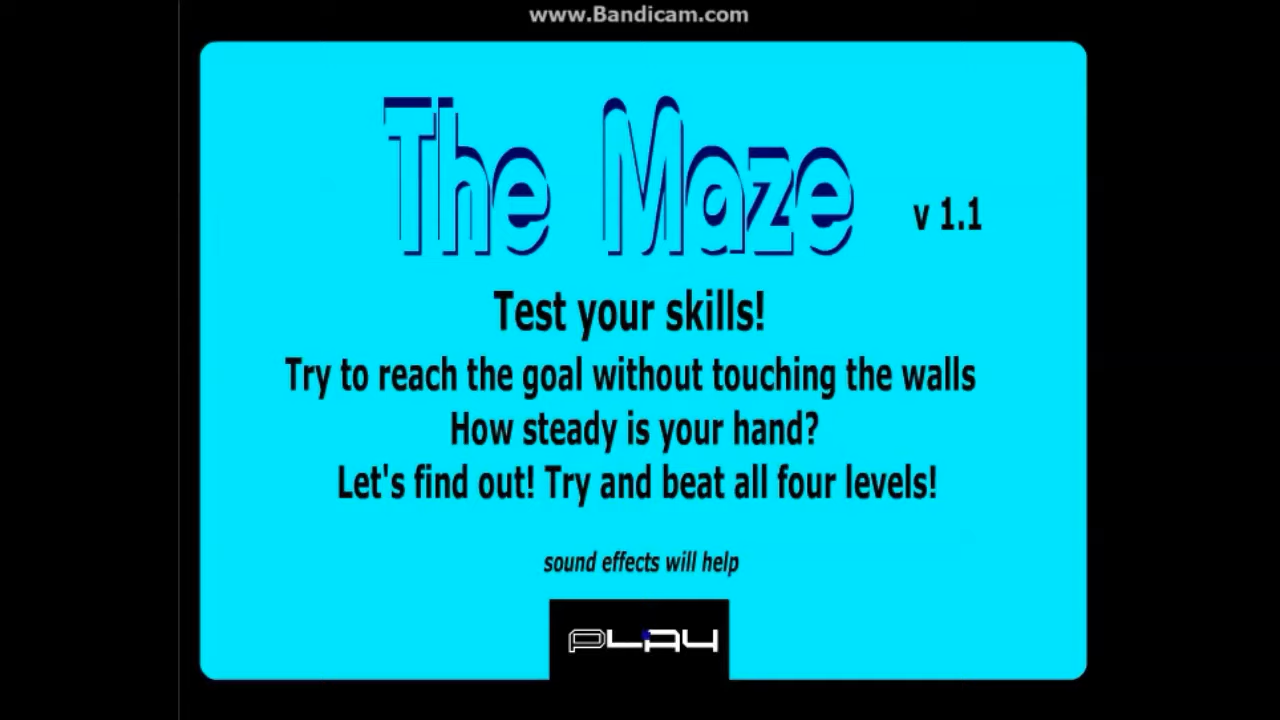 www.Bandicam.com
The Maze
v 1.1
Test your skills!
Try to reach the goal without touching the walls
How steady is your hand?
Let's find out! Try and beat all four levels!
sound effects will help
PLAY